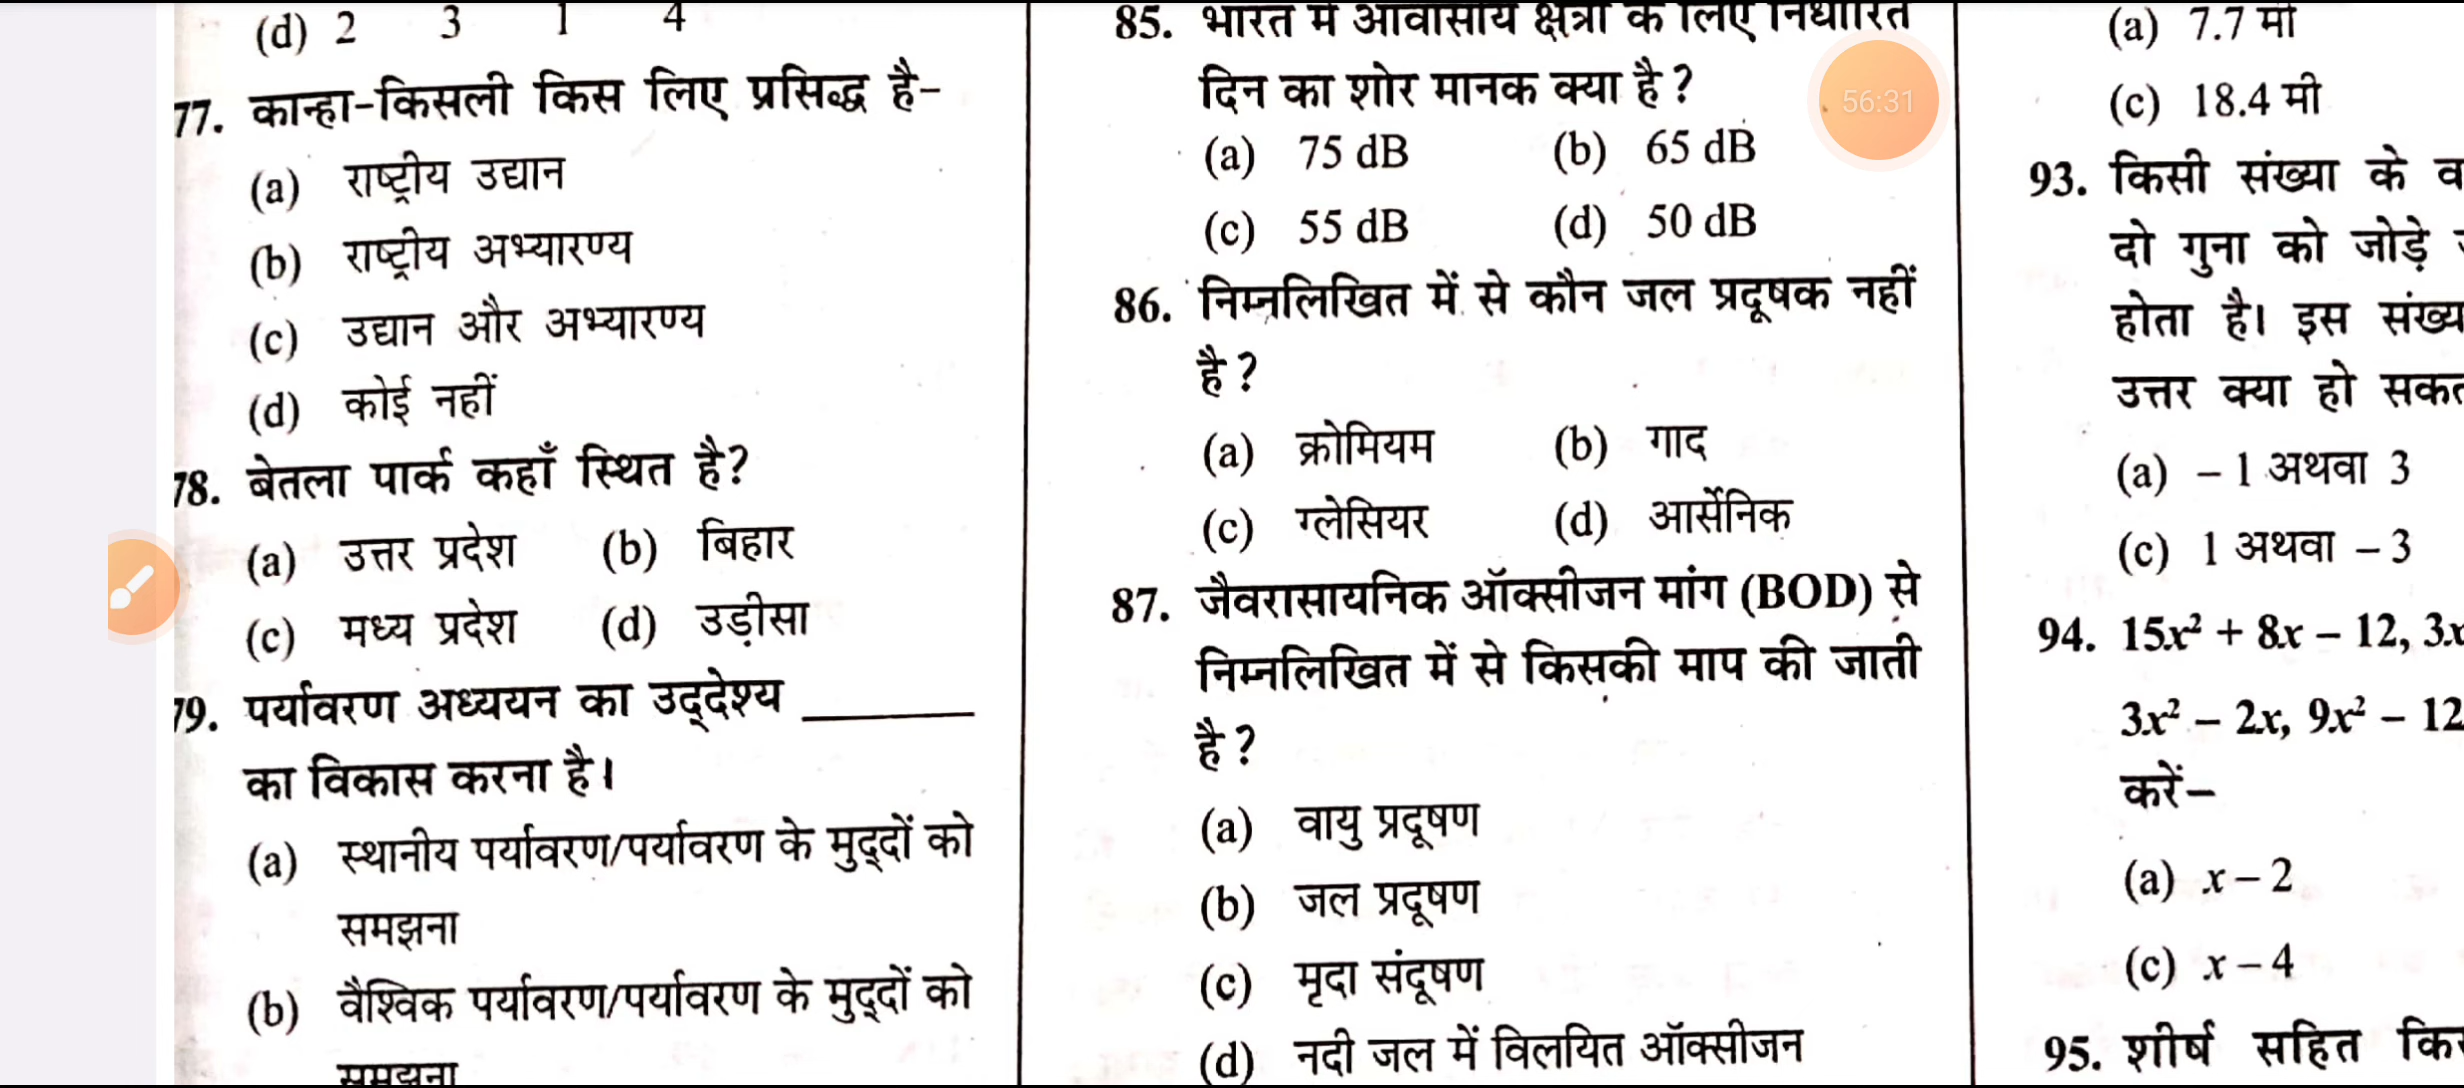 (d) 2 3 1 4
77. कान्हा-किसली किस लिए प्रसिद्ध है-
(a) राष्ट्रीय उद्यान
(b) राष्ट्रीय अभ्यारण्य
(c) उद्यान और अभ्यारण्य
(d) कोई नहीं
78. बेतला पार्क कहाँ स्थित है?
(a) उत्तर प्रदेश (b) बिहार
(c) मध्य प्रदेश (d) उड़ीसा
79. पर्यावरण अध्ययन का उद्देश्य ______
का विकास करना है।
(a) स्थानीय पर्यावरण/पर्यावरण के मुद्दों को
समझना
(b) वैश्विक पर्यावरण/पर्यावरण के मुद्दों को
समझना
85. भारत में आवासीय क्षेत्रों के लिए निर्धारित
दिन का शोर मानक क्या है ?
(a) 75 dB (b) 65 dB
(c) 55 dB (d) 50 dB
86. निम्नलिखित में से कौन जल प्रदूषक नहीं
है ?
(a) क्रोमियम (b) गाद
(c) ग्लेसियर (d) आर्सेनिक
87. जैवरासायनिक ऑक्सीजन मांग (BOD) से
निम्नलिखित में से किसकी माप की जाती
है ?
(a) वायु प्रदूषण
(b) जल प्रदूषण
(c) मृदा संदूषण
(d) नदी जल में विलयित ऑक्सीजन
56:31
(a) 7.7 मी
(c) 18.4 मी
93. किसी संख्या के
दो गुना को जोड़े
होता है। इस
उत्तर क्या हो
(a) – 1 अथवा 3
(c) 1 अथवा – 3
94. 15x² + 8x – 12,
3x² – 2x, 9x² – 12
करें–
(a) x – 2
(c) x – 4
95. शीर्ष सहित